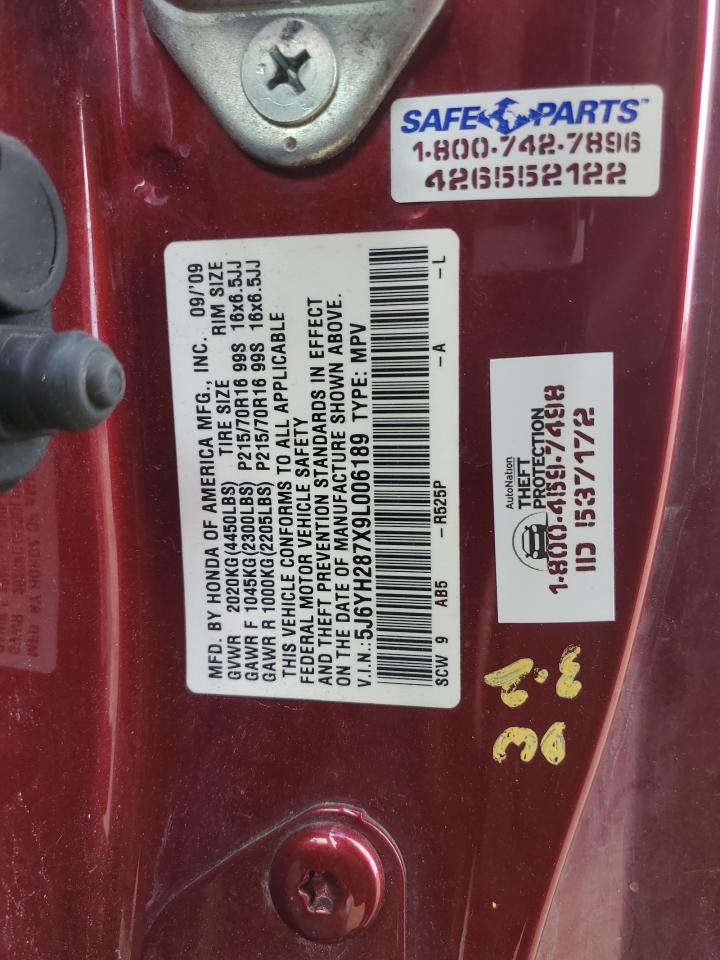 SAFE PARTS™
1·800·742·7896
426552122
MFD. BY HONDA OF AMERICA MFG., INC. 09/'09
GVWR 2020KG(4450LBS) TIRE SIZE RIM SIZE
GAWR F 1045KG(2300LBS) P215/70R16 99S 16x6.5JJ
GAWR R 1000KG(2205LBS) P215/70R16 99S 16x6.5JJ
THIS VEHICLE CONFORMS TO ALL APPLICABLE
FEDERAL MOTOR VEHICLE SAFETY
AND THEFT PREVENTION STANDARDS IN EFFECT
ON THE DATE OF MANUFACTURE SHOWN ABOVE.
V.I.N.:5J6YH287X9L006189 TYPE: MPV
SCW 9 AB5 -R525P -A -L
AutoNation
THEFT
PROTECTION
1-800-459-7498
ID 537172